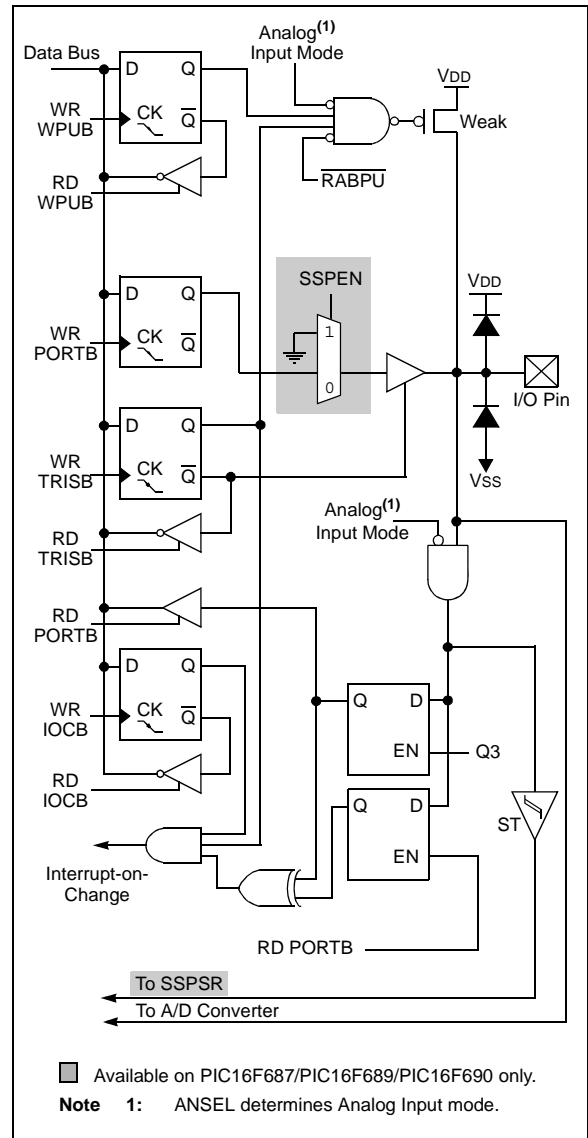 Data Bus
D
Q
Analog(1)
Input Mode
VDD
WR
WPUB
CK
Q
Weak
RD
WPUB
RABPU
SSPEN
D
Q
1
VDD
WR
PORTB
CK
Q
0
I/O Pin
D
Q
WR
TRISB
CK
Q
VSS
Analog(1)
Input Mode
RD
TRISB
RD
PORTB
D
Q
Q
D
WR
IOCB
CK
Q
EN
Q3
RD
IOCB
Q
D
ST
EN
Interrupt-on-
Change
RD PORTB
To SSPSR
To A/D Converter
Available on PIC16F687/PIC16F689/PIC16F690 only.
Note 1: ANSEL determines Analog Input mode.